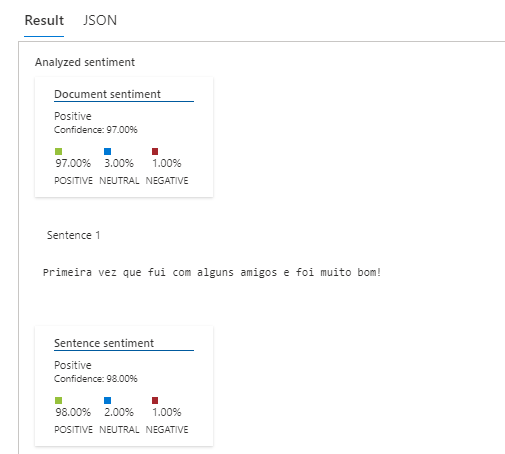 Result JSON
Analyzed sentiment
Document sentiment
Positive
Confidence: 97.00%
97.00% 3.00% 1.00%
POSITIVE NEUTRAL NEGATIVE
Sentence 1
Primeira vez que fui com alguns amigos e foi muito bom!
Sentence sentiment
Positive
Confidence: 98.00%
98.00% 2.00% 1.00%
POSITIVE NEUTRAL NEGATIVE